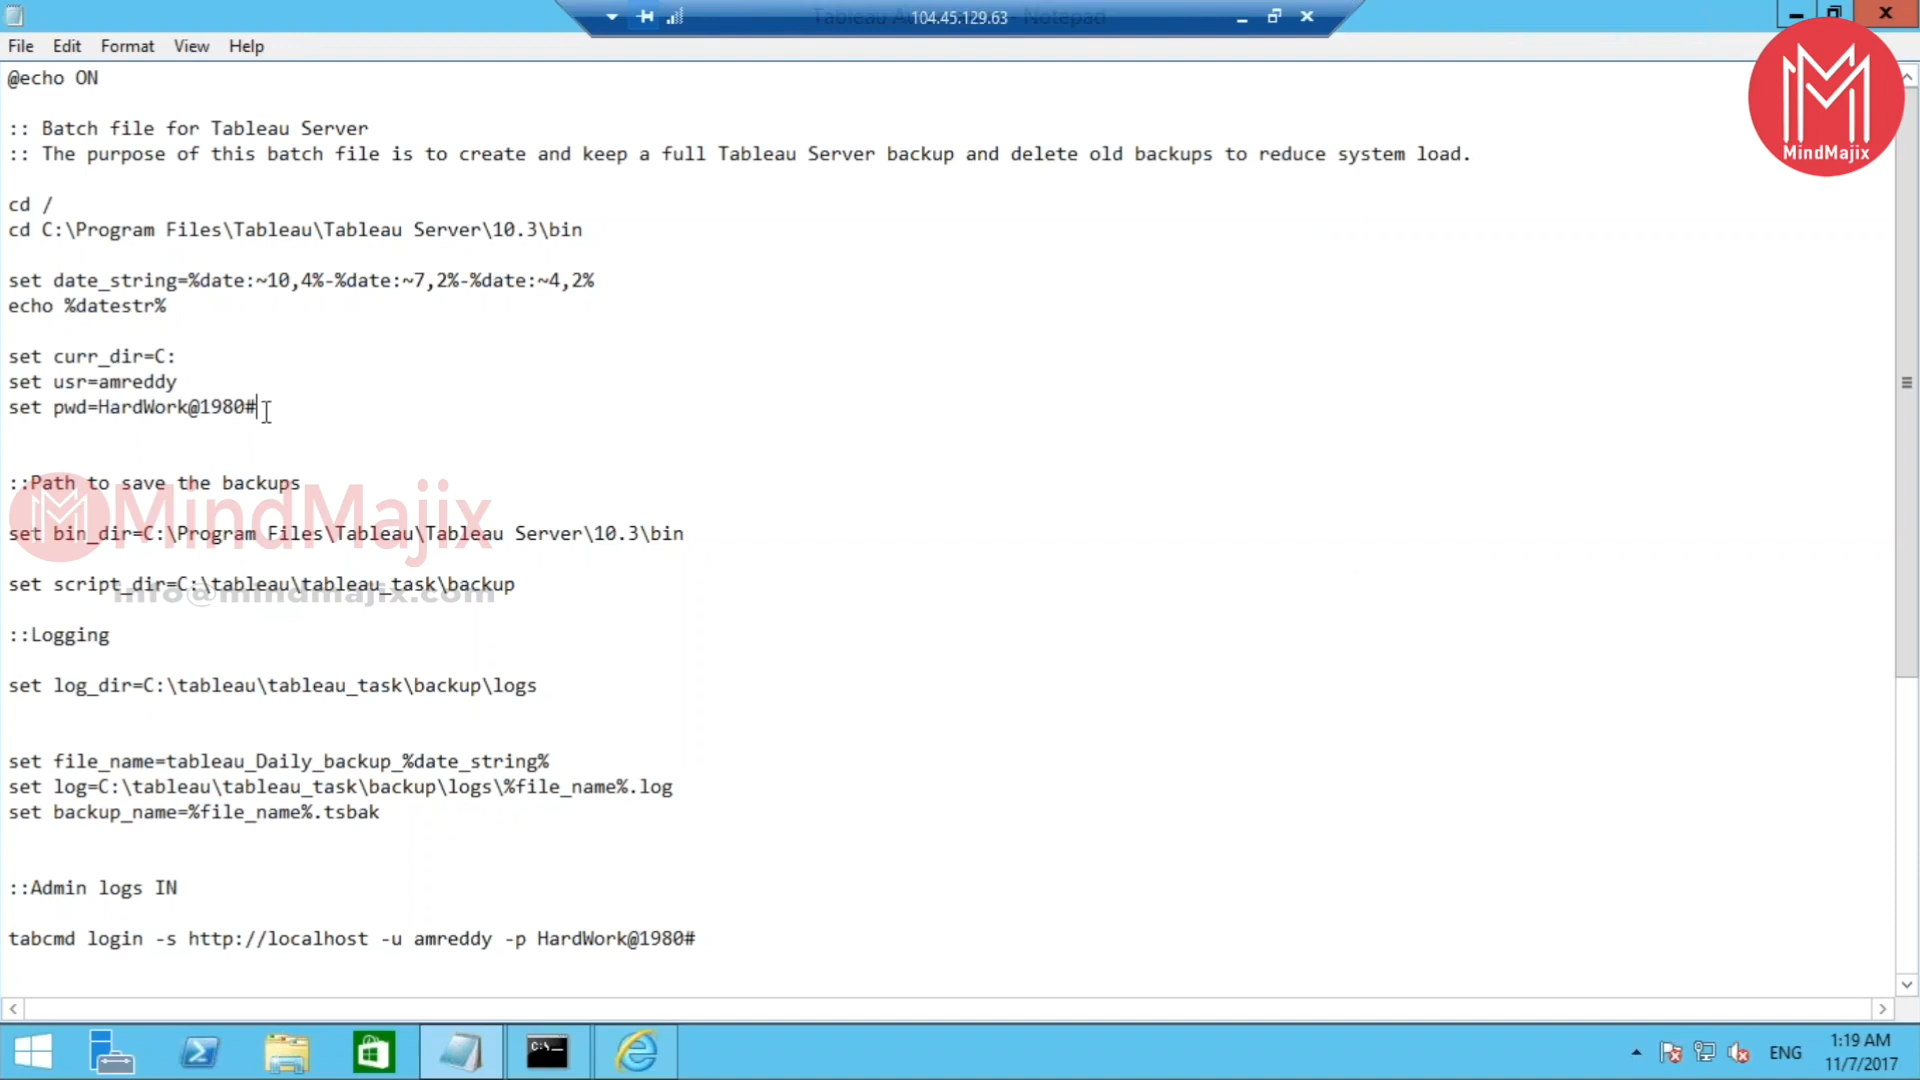 Tableau A 104.45.129.63 - Notepad
File Edit Format View Help
MindMajix
@echo ON
:: Batch file for Tableau Server
:: The purpose of this batch file is to create and keep a full Tableau Server backup and delete old backups to reduce system load.
cd /
cd C:\Program Files\Tableau\Tableau Server\10.3\bin
set date_string=%date:~10,4%-%date:~7,2%-%date:~4,2%
echo %datestr%
set curr_dir=C:
set usr=amreddy
set pwd=HardWork@1980#
::Path to save the backups
MindMajix
set bin_dir=C:\Program Files\Tableau\Tableau Server\10.3\bin
set script_dir=C:\tableau\tableau_task\backup
info@mindmajix.com
::Logging
set log_dir=C:\tableau\tableau_task\backup\logs
set file_name=tableau_Daily_backup_%date_string%
set log=C:\tableau\tableau_task\backup\logs\%file_name%.log
set backup_name=%file_name%.tsbak
::Admin logs IN
tabcmd login -s http://localhost -u amreddy -p HardWork@1980#
ENG
1:19 AM
11/7/2017